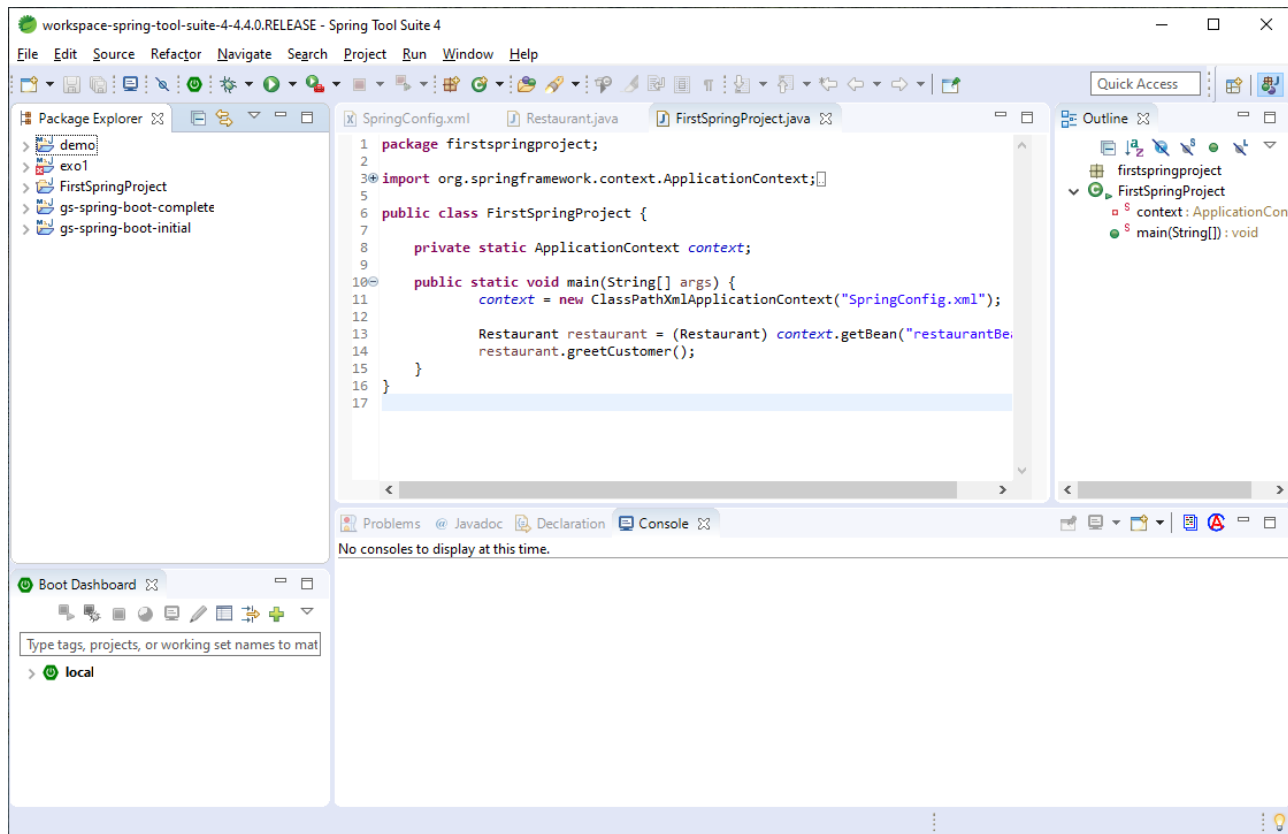 workspace-spring-tool-suite-4-4.4.0.RELEASE - Spring Tool Suite 4
File Edit Source Refactor Navigate Search Project Run Window Help
Quick Access
Package Explorer
demo
exo1
FirstSpringProject
gs-spring-boot-complete
gs-spring-boot-initial
SpringConfig.xml Restaurant.java FirstSpringProject.java
1 package firstspringproject;
2
3 import org.springframework.context.ApplicationContext;
5
6 public class FirstSpringProject {
7
8 private static ApplicationContext context;
9
10 public static void main(String[] args) {
11 context = new ClassPathXmlApplicationContext("SpringConfig.xml");
12
13 Restaurant restaurant = (Restaurant) context.getBean("restaurantBea
14 restaurant.greetCustomer();
15 }
16 }
17
Outline
firstspringproject
FirstSpringProject
context : ApplicationCon
main(String[]) : void
Problems @ Javadoc Declaration Console
No consoles to display at this time.
Boot Dashboard
Type tags, projects, or working set names to mat
local